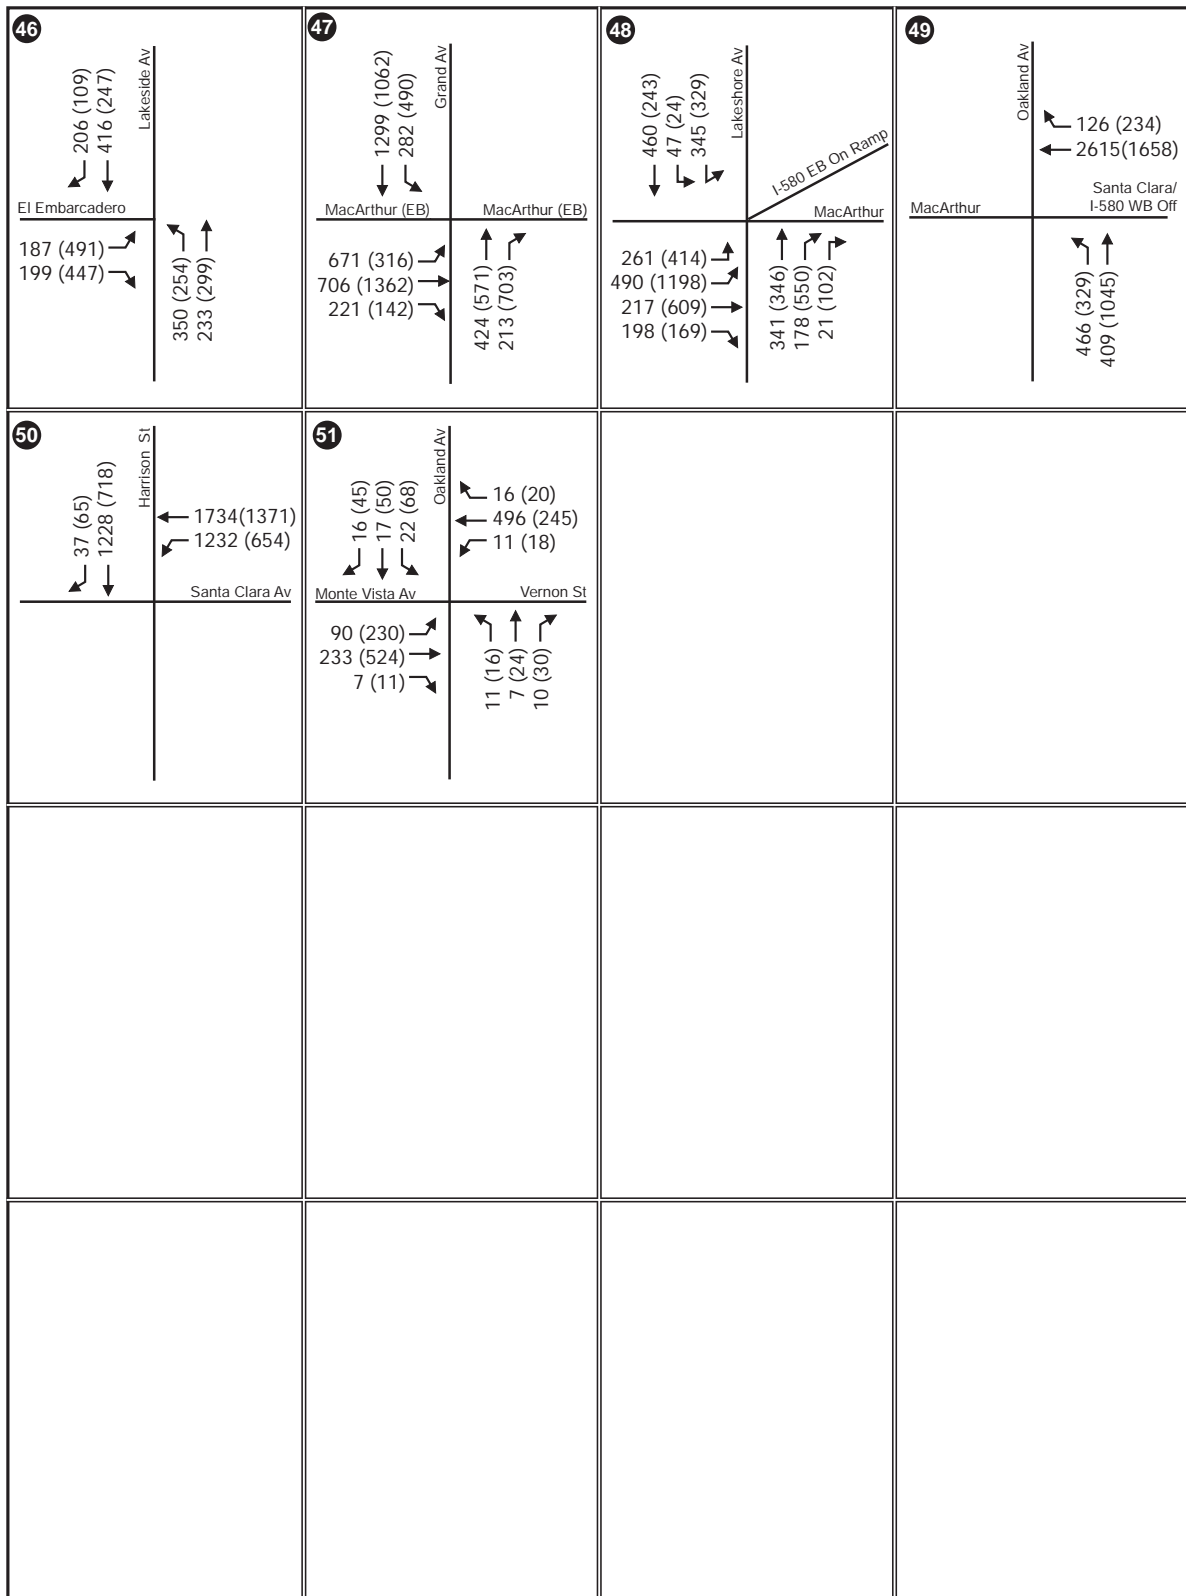 46
Lakeside Av
206 (109)
416 (247)
El Embarcadero
187 (491)
199 (447)
350 (254)
233 (299)
47
Grand Av
1299 (1062)
282 (490)
MacArthur (EB)
MacArthur (EB)
671 (316)
706 (1362)
221 (142)
424 (571)
213 (703)
48
Lakeshore Av
460 (243)
47 (24)
345 (329)
I-580 EB On Ramp
MacArthur
261 (414)
490 (1198)
217 (609)
198 (169)
341 (346)
178 (550)
21 (102)
49
Oakland Av
126 (234)
2615(1658)
Santa Clara/
I-580 WB Off
MacArthur
466 (329)
409 (1045)
50
Harrison St
37 (65)
1228 (718)
1734(1371)
1232 (654)
Santa Clara Av
51
Oakland Av
16 (45)
17 (50)
22 (68)
16 (20)
496 (245)
11 (18)
Monte Vista Av
Vernon St
90 (230)
233 (524)
7 (11)
11 (16)
7 (24)
10 (30)